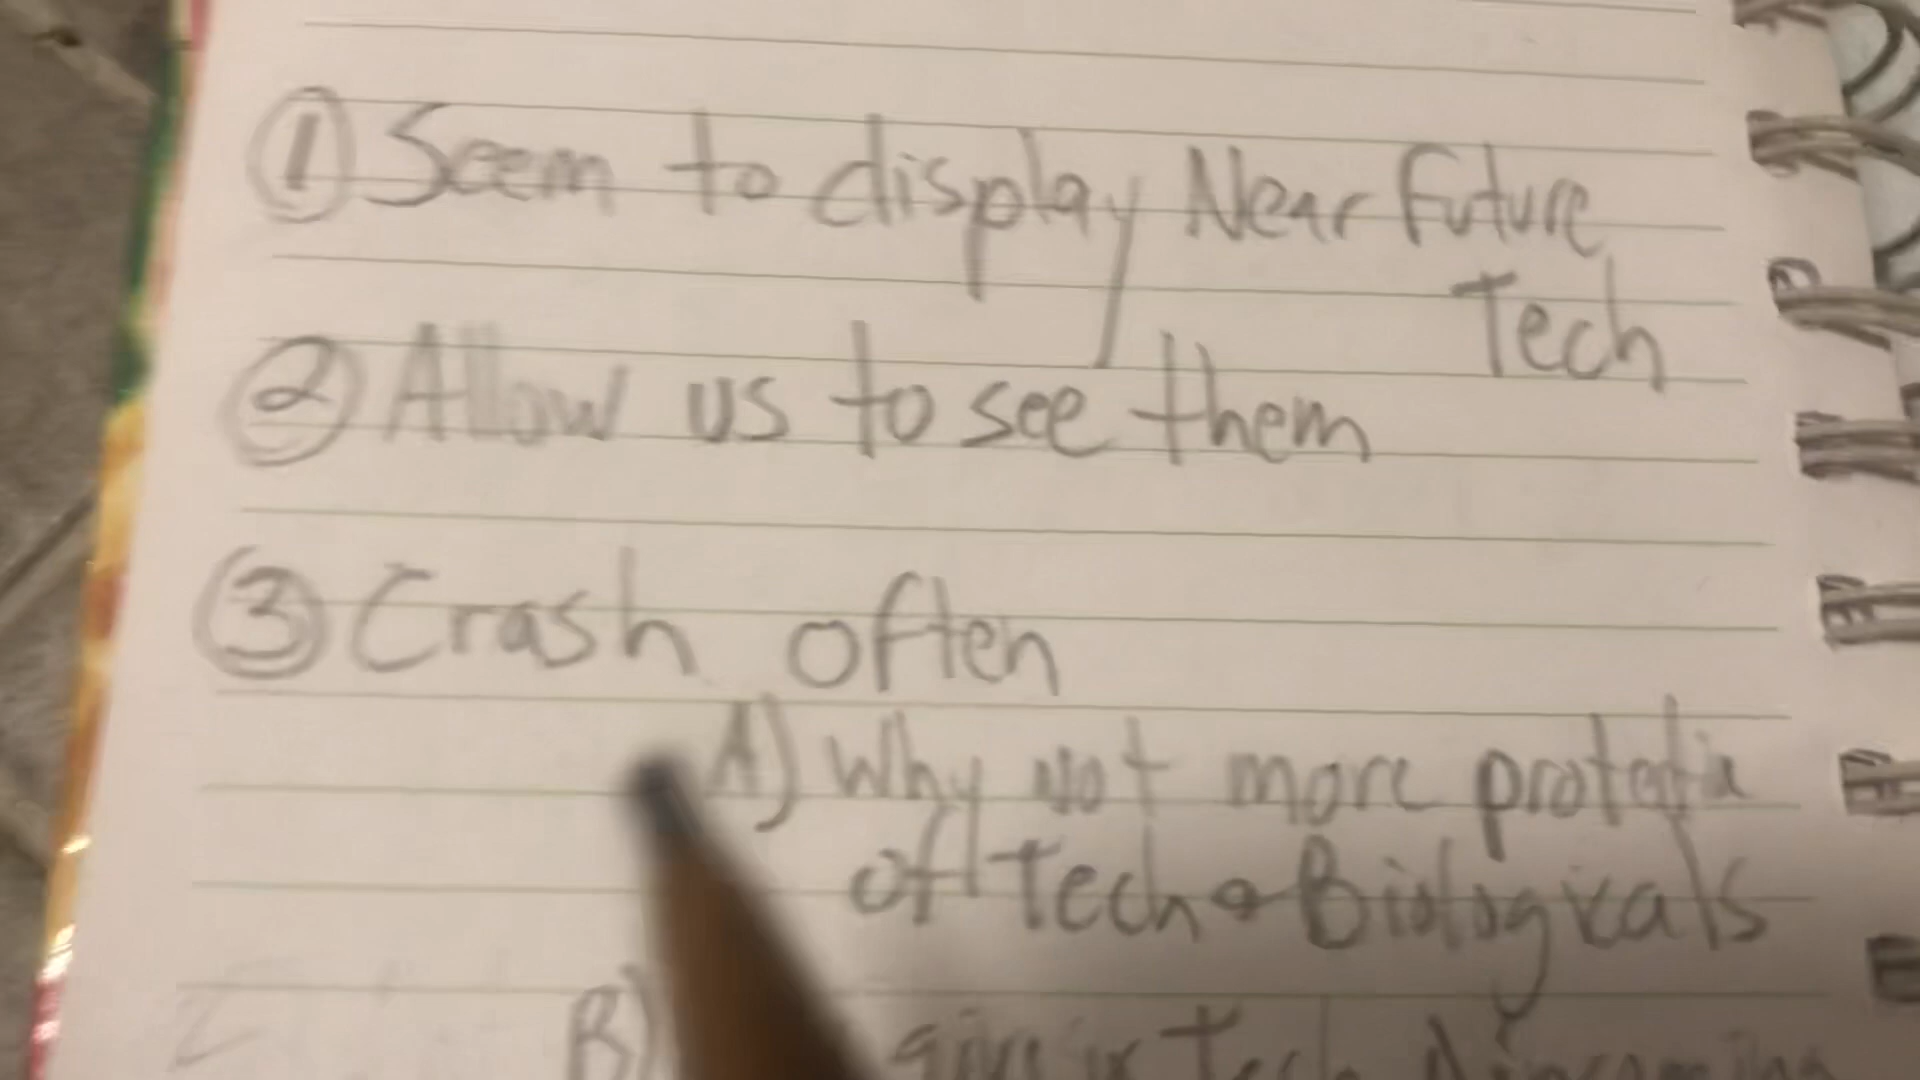 ① Seem to display Near Future
Tech
② Allow us to see them
③ Crash often
A) Why Not more
of Tech & Biologicals
B) Tech